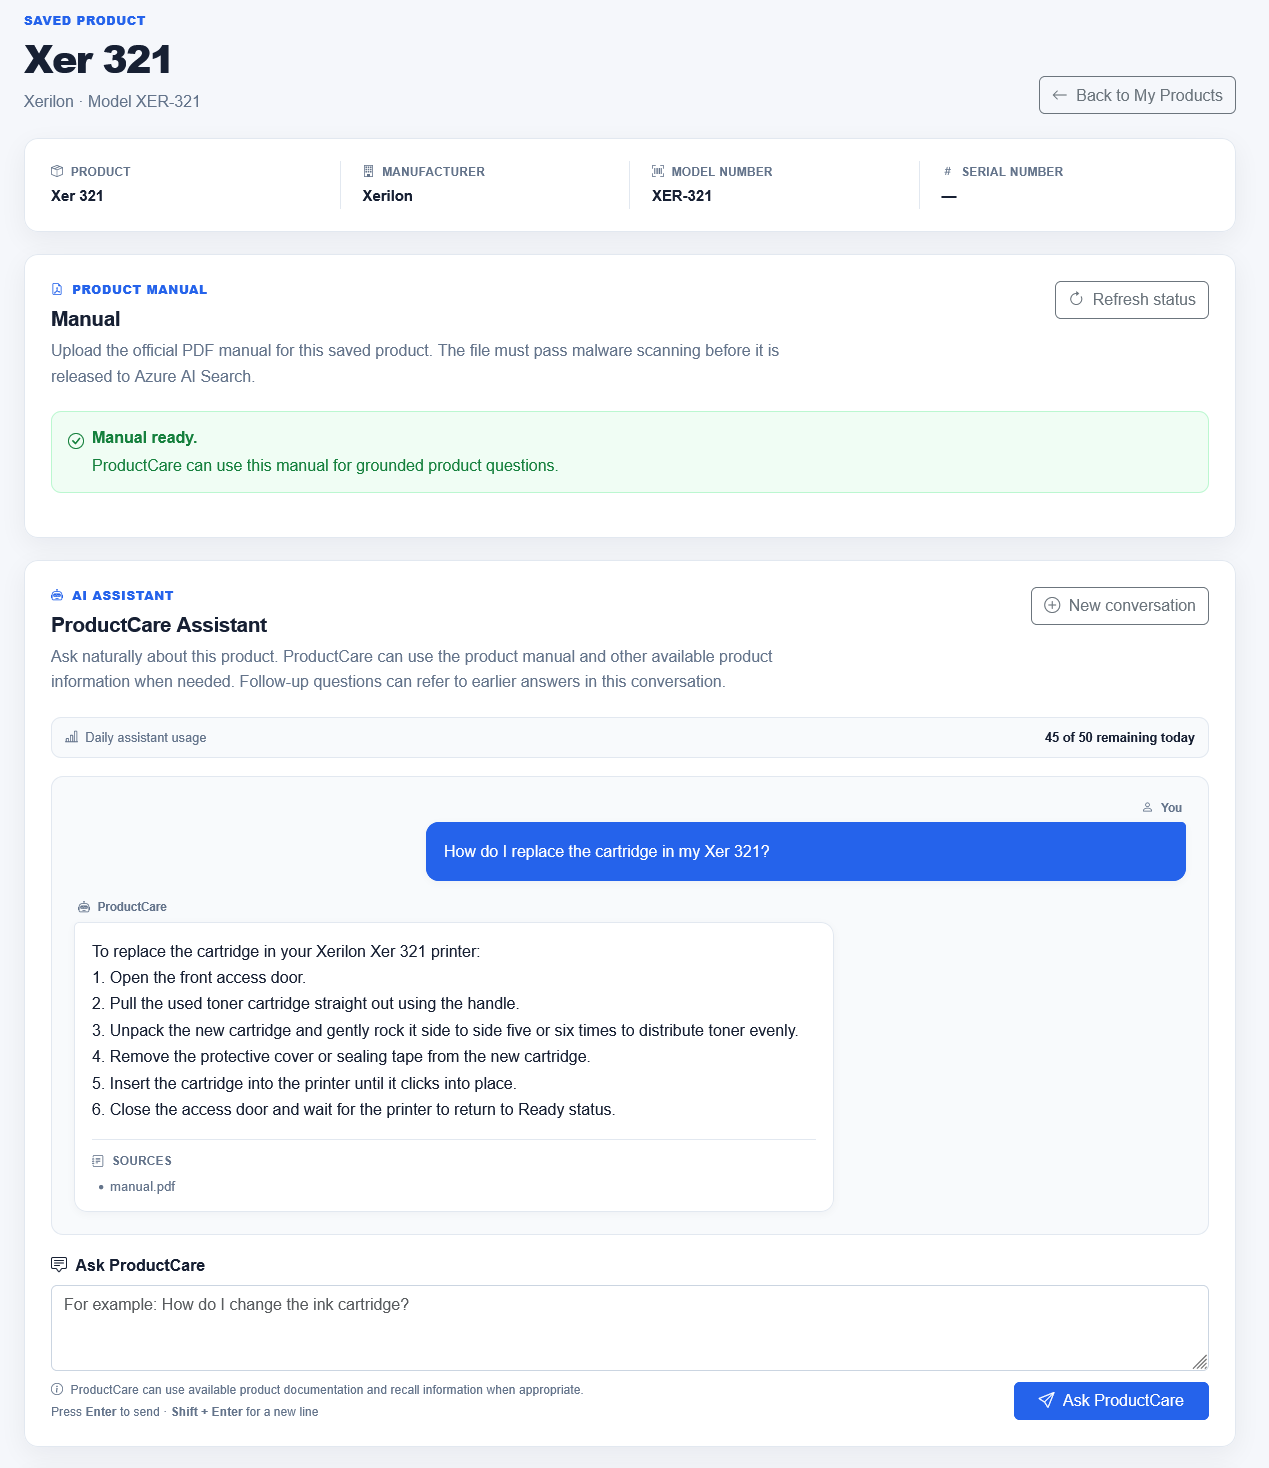 SAVED PRODUCT
Xer 321
Xerilon · Model XER-321
← Back to My Products
PRODUCT
Xer 321
MANUFACTURER
Xerilon
MODEL NUMBER
XER-321
# SERIAL NUMBER
—
PRODUCT MANUAL
Manual
Refresh status
Upload the official PDF manual for this saved product. The file must pass malware scanning before it is
released to Azure AI Search.
Manual ready.
ProductCare can use this manual for grounded product questions.
AI ASSISTANT
ProductCare Assistant
New conversation
Ask naturally about this product. ProductCare can use the product manual and other available product
information when needed. Follow-up questions can refer to earlier answers in this conversation.
Daily assistant usage
45 of 50 remaining today
You
How do I replace the cartridge in my Xer 321?
ProductCare
To replace the cartridge in your Xerilon Xer 321 printer:
1. Open the front access door.
2. Pull the used toner cartridge straight out using the handle.
3. Unpack the new cartridge and gently rock it side to side five or six times to distribute toner evenly.
4. Remove the protective cover or sealing tape from the new cartridge.
5. Insert the cartridge into the printer until it clicks into place.
6. Close the access door and wait for the printer to return to Ready status.
SOURCES
• manual.pdf
Ask ProductCare
For example: How do I change the ink cartridge?
ProductCare can use available product documentation and recall information when appropriate.
Press Enter to send · Shift + Enter for a new line
Ask ProductCare